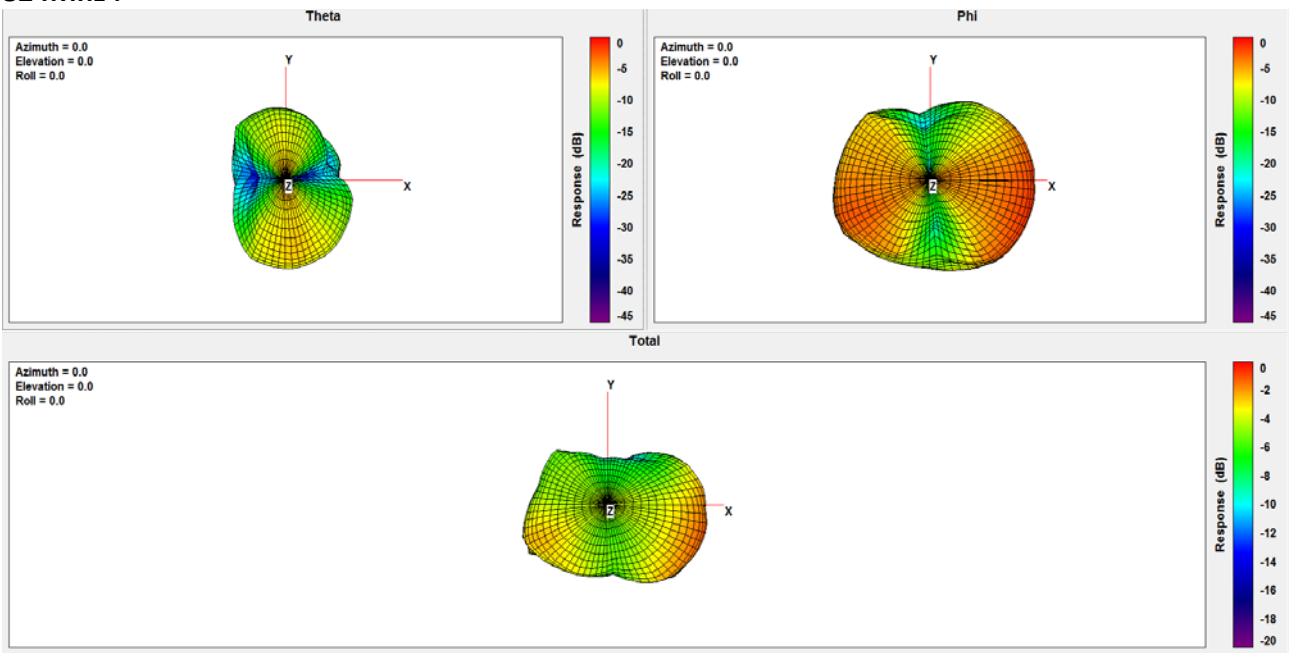 Theta
Azimuth = 0.0
Elevation = 0.0
Roll = 0.0
Y
X
Z
0
-5
-10
-15
-20
-25
-30
-35
-40
-45
Response (dB)
Phi
Azimuth = 0.0
Elevation = 0.0
Roll = 0.0
Y
X
Z
0
-5
-10
-15
-20
-25
-30
-35
-40
-45
Response (dB)
Total
Azimuth = 0.0
Elevation = 0.0
Roll = 0.0
Y
X
Z
0
-2
-4
-6
-8
-10
-12
-14
-16
-18
-20
Response (dB)